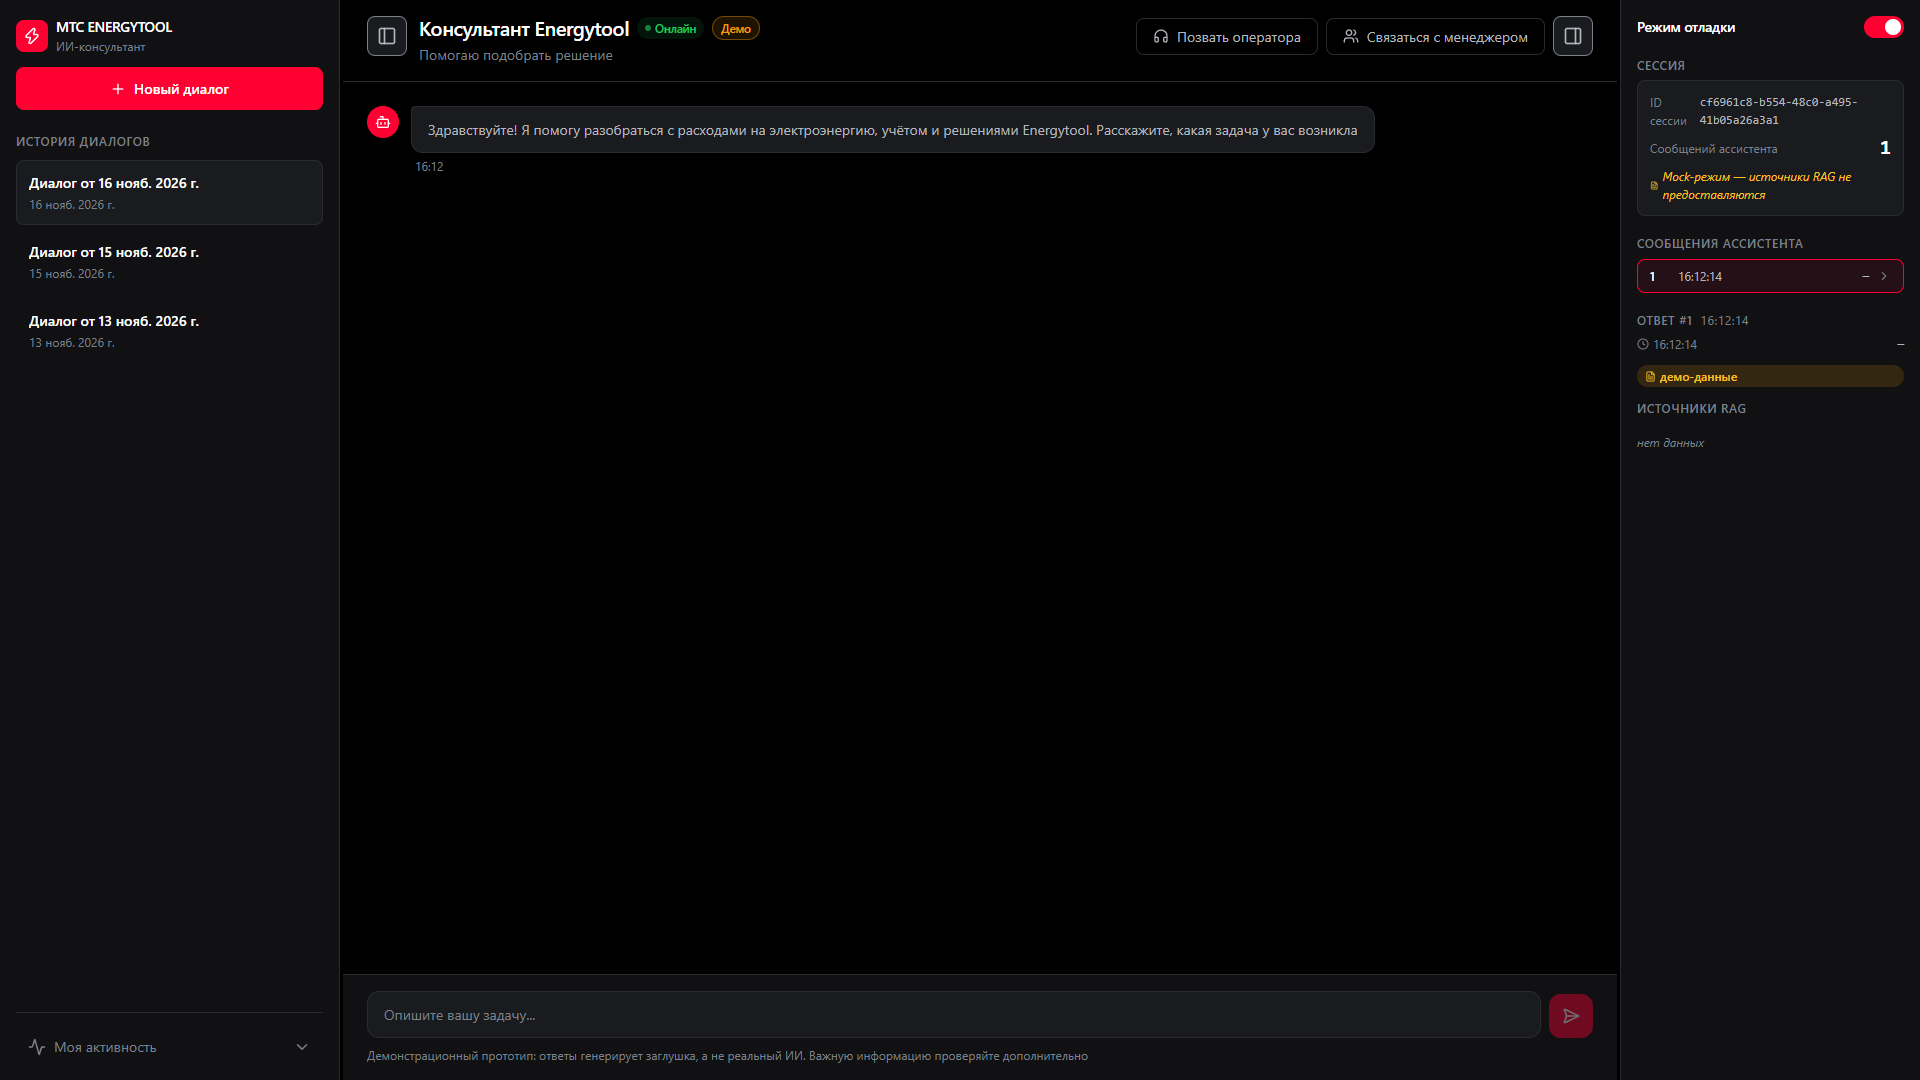 МТС ENERGYTOOL
ИИ-консультант
Новый диалог
ИСТОРИЯ ДИАЛОГОВ
Диалог от 16 нояб. 2026 г.
16 нояб. 2026 г.
Диалог от 15 нояб. 2026 г.
15 нояб. 2026 г.
Диалог от 13 нояб. 2026 г.
13 нояб. 2026 г.
Моя активность
Консультант Energytool
Онлайн
Демо
Помогаю подобрать решение
Позвать оператора
Связаться с менеджером
Здравствуйте! Я помогу разобраться с расходами на электроэнергию, учётом и решениями Energytool. Расскажите, какая задача у вас возникла
16:12
Опишите вашу задачу...
Демонстрационный прототип: ответы генерирует заглушка, а не реальный ИИ. Важную информацию проверяйте дополнительно
Режим отладки
СЕССИЯ
ID сессии
cf6961c8-b554-48c0-a495-
41b05a26a3a1
Сообщений ассистента 1
Mock-режим — источники RAG не
предоставляются
СООБЩЕНИЯ АССИСТЕНТА
1 16:12:14 –
ОТВЕТ #1 16:12:14
16:12:14 –
демо-данные
ИСТОЧНИКИ RAG
нет данных